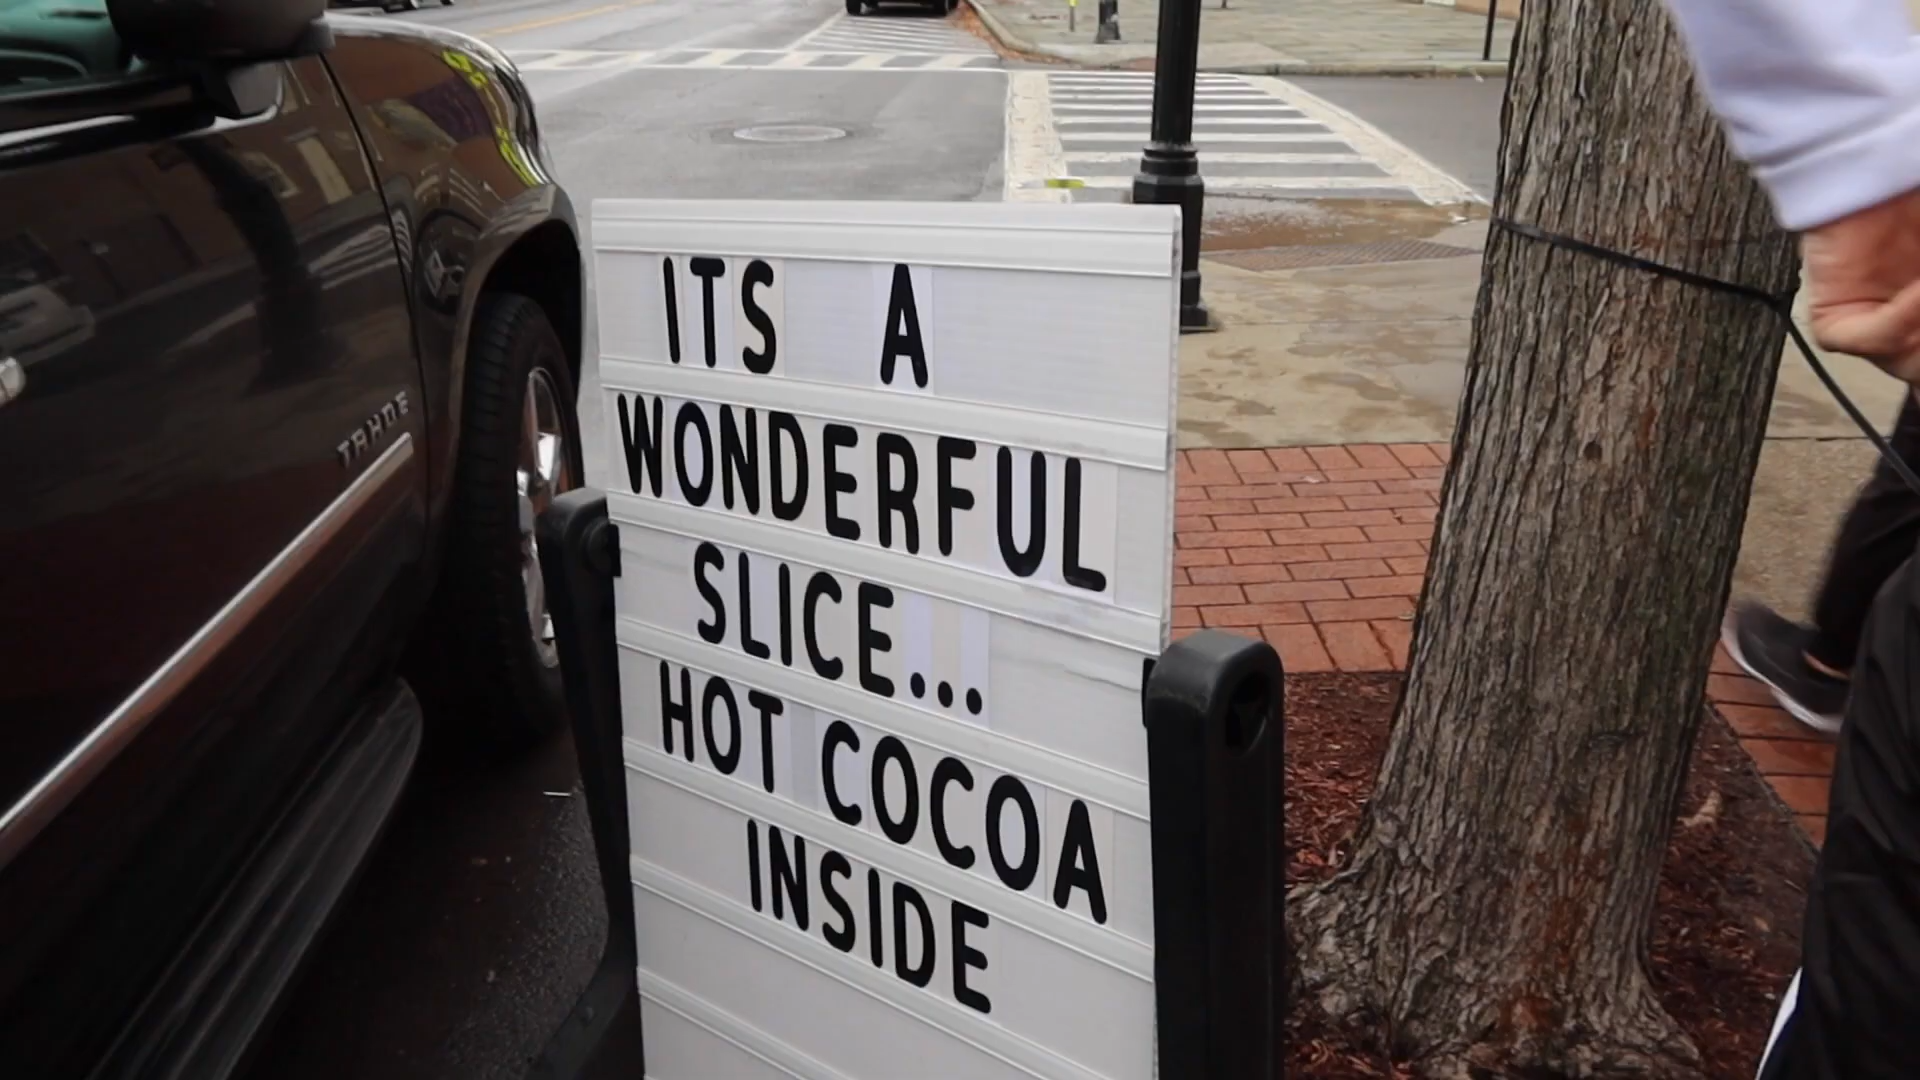 TAHOE
ITS A
WONDERFUL
SLICE...
HOT COCOA
INSIDE